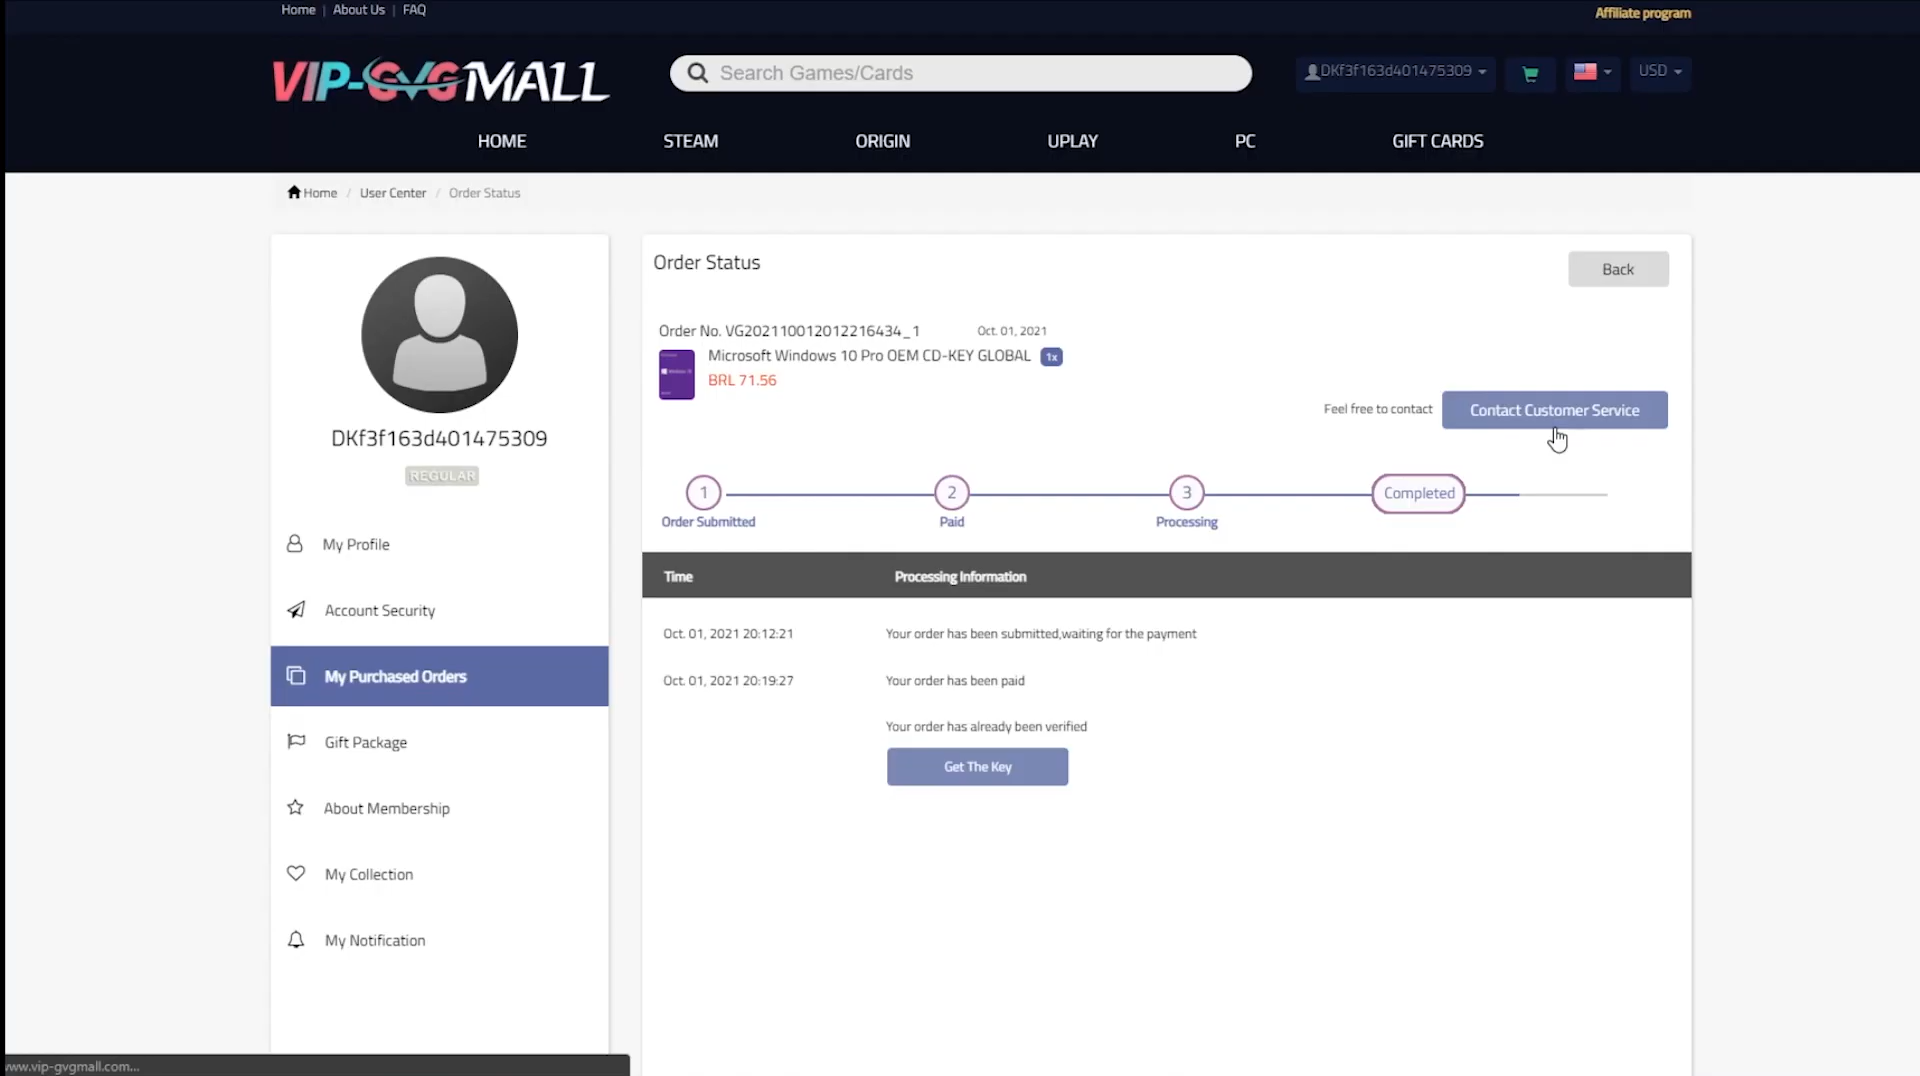 Home | About Us | FAQ
Affiliate program
VIP-GVGMALL
Search Games/Cards
DKf3f163d401475309
USD
HOME
STEAM
ORIGIN
UPLAY
PC
GIFT CARDS
Home / User Center / Order Status
DKf3f163d401475309
REGULAR
My Profile
Account Security
My Purchased Orders
Gift Package
About Membership
My Collection
My Notification
Order Status
Back
Order No. VG202110012012216434_1
Oct. 01, 2021
Microsoft Windows 10 Pro OEM CD-KEY GLOBAL 1x
BRL 71.56
Feel free to contact
Contact Customer Service
1
2
3
Completed
Order Submitted
Paid
Processing
Time
Processing Information
Oct. 01, 2021 20:12:21
Your order has been submitted,waiting for the payment
Oct. 01, 2021 20:19:27
Your order has been paid
Your order has already been verified
Get The Key
www.vip-gvgmall.com...